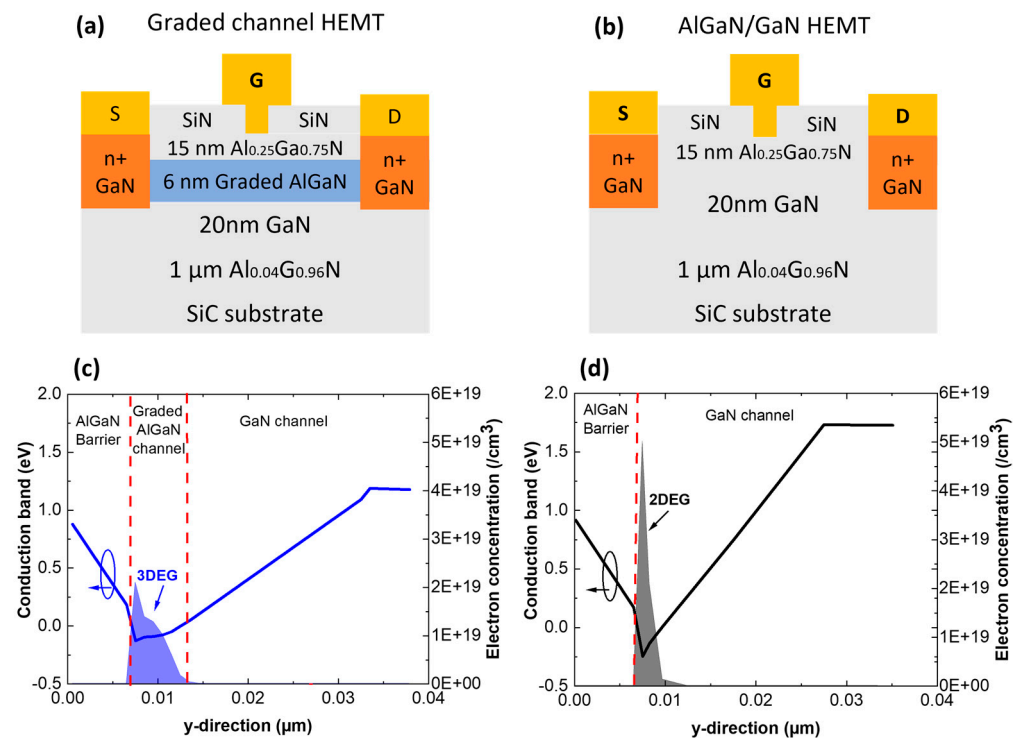 (a) Graded channel HEMT
G
S
SiN
SiN
D
15 nm Al0.25Ga0.75N
n+
GaN
6 nm Graded AlGaN
n+
GaN
20nm GaN
1 µm Al0.04G0.96N
SiC substrate
(b) AlGaN/GaN HEMT
G
S
SiN
SiN
D
15 nm Al0.25Ga0.75N
n+
GaN
n+
GaN
20nm GaN
1 µm Al0.04G0.96N
SiC substrate
(c)
Conduction band (eV)
2.0
1.5
1.0
0.5
0.0
-0.5
AlGaN
Barrier
Graded
AlGaN
channel
GaN channel
3DEG
6E+19
5E+19
4E+19
3E+19
2E+19
1E+19
0E+00
Electron concentration (/cm3)
0.00
0.01
0.02
0.03
0.04
y-direction (µm)
(d)
Conduction band (eV)
2.0
1.5
1.0
0.5
0.0
-0.5
AlGaN
Barrier
GaN channel
2DEG
6E+19
5E+19
4E+19
3E+19
2E+19
1E+19
0E+00
Electron concentration (/cm3)
0.00
0.01
0.02
0.03
0.04
y-direction (µm)